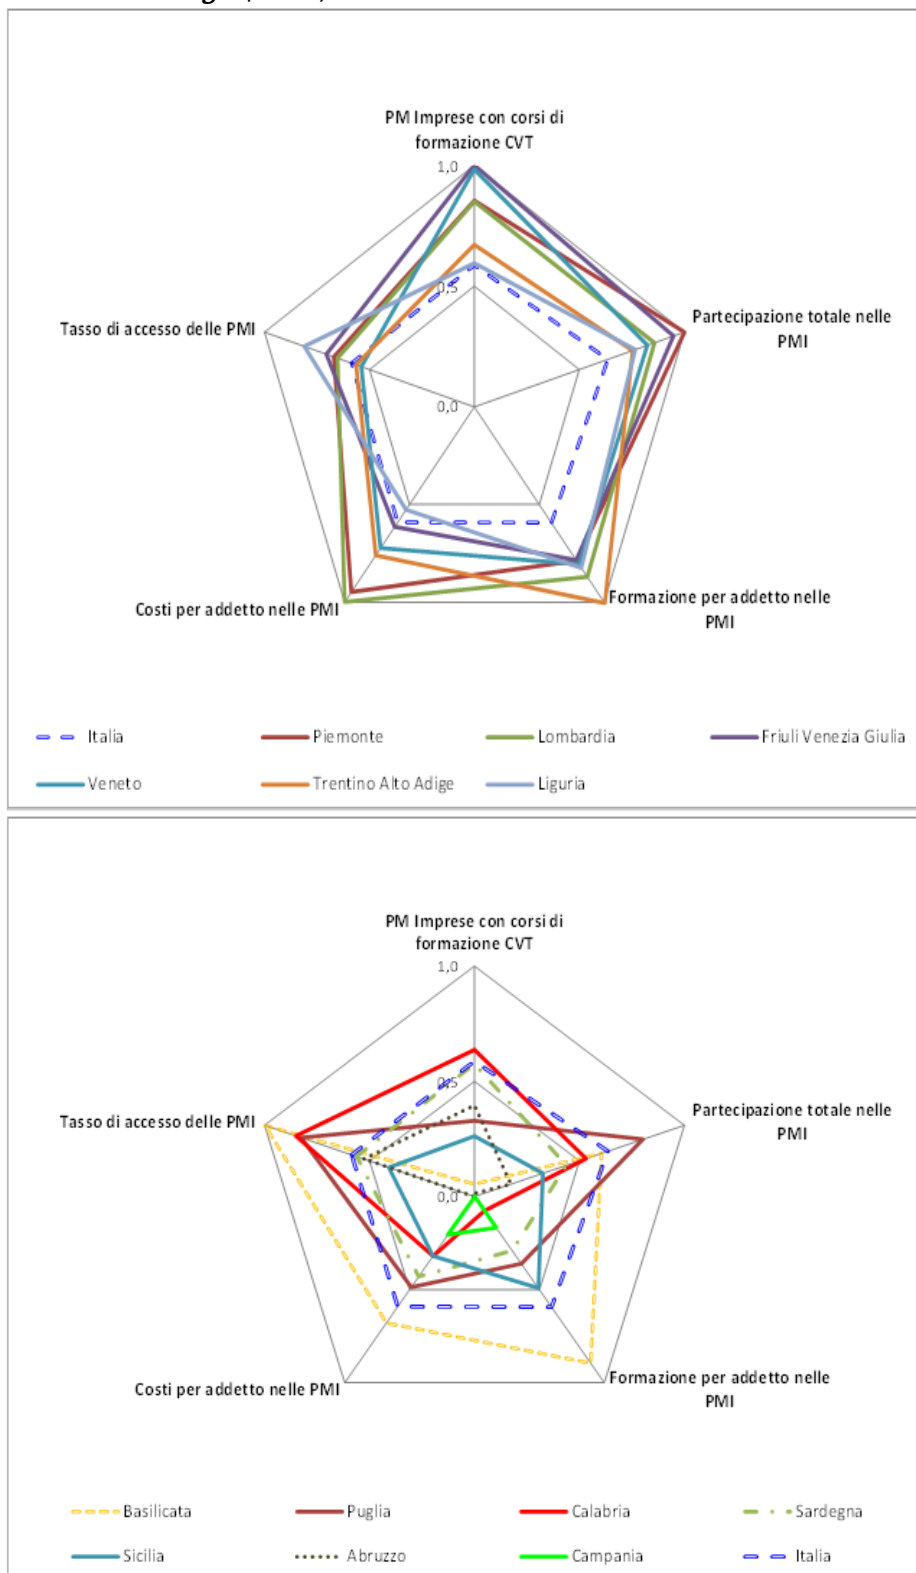 PM Imprese con corsi di
formazione CVT
1,0
Tasso di accesso delle PMI
0,5
Partecipazione totale nelle
PMI
0,0
Costi per addetto nelle PMI
Formazione per addetto nelle
PMI
Italia
Piemonte
Lombardia
Friuli Venezia Giulia
Veneto
Trentino Alto Adige
Liguria
PM Imprese con corsi di
formazione CVT
1,0
Tasso di accesso delle PMI
0,5
Partecipazione totale nelle
PMI
0,0
Costi per addetto nelle PMI
Formazione per addetto nelle
PMI
Basilicata
Puglia
Calabria
Sardegna
Sicilia
Abruzzo
Campania
Italia